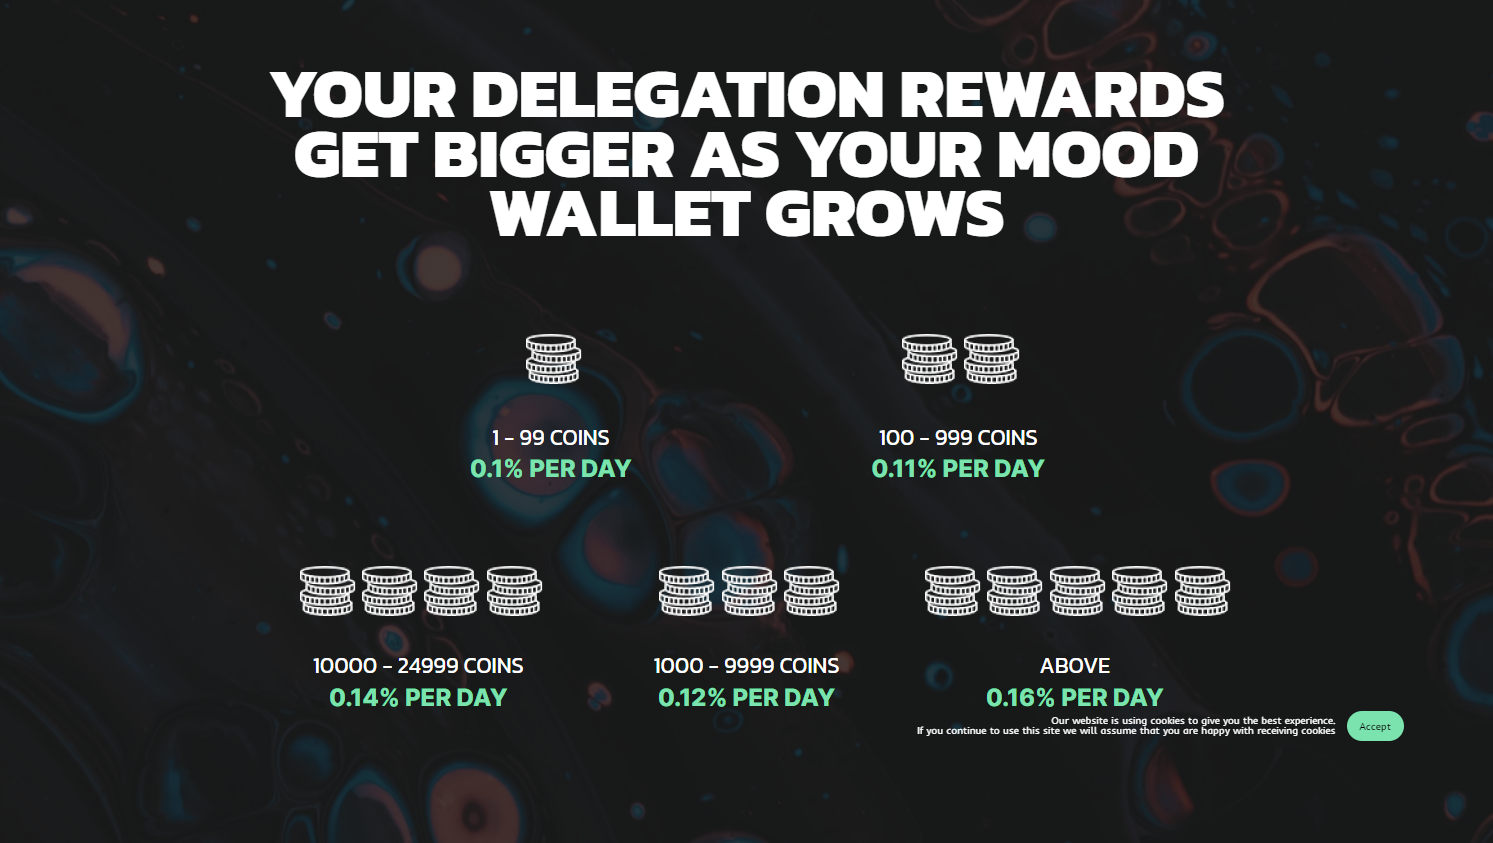 YOUR DELEGATION REWARDS
GET BIGGER AS YOUR MOOD
WALLET GROWS
1 - 99 COINS
0.1% PER DAY
100 - 999 COINS
0.11% PER DAY
10000 - 24999 COINS
0.14% PER DAY
1000 - 9999 COINS
0.12% PER DAY
ABOVE
0.16% PER DAY
Our website is using cookies to give you the best experience.
If you continue to use this site we will assume that you are happy with receiving cookies
Accept